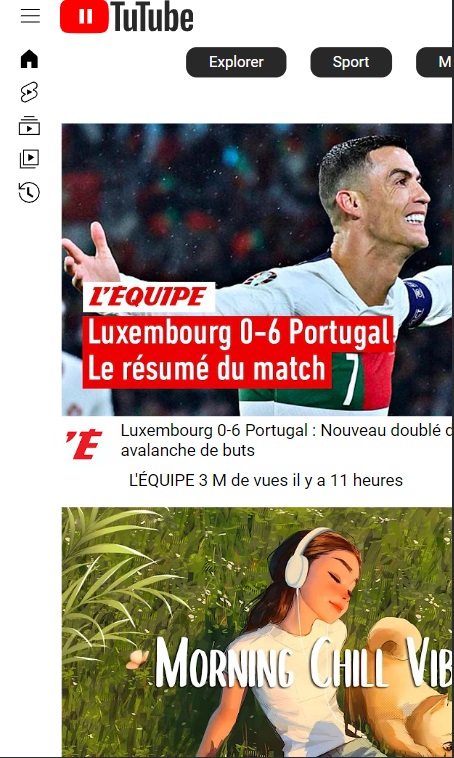 TuTube
Explorer
Sport
M
L'ÉQUIPE
Luxembourg 0-6 Portugal
Le résumé du match
7
'É
Luxembourg 0-6 Portugal : Nouveau doublé d
avalanche de buts
L'ÉQUIPE 3 M de vues il y a 11 heures
MORNING CHILL VIB